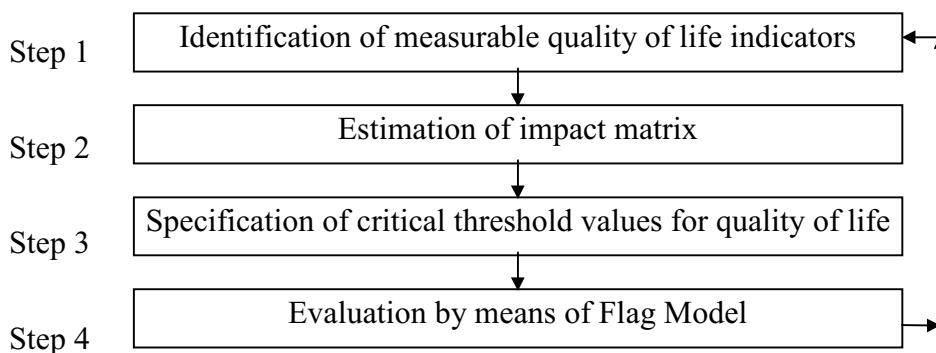 Step 1 Identification of measurable quality of life indicators
Step 2 Estimation of impact matrix
Step 3 Specification of critical threshold values for quality of life
Step 4 Evaluation by means of Flag Model